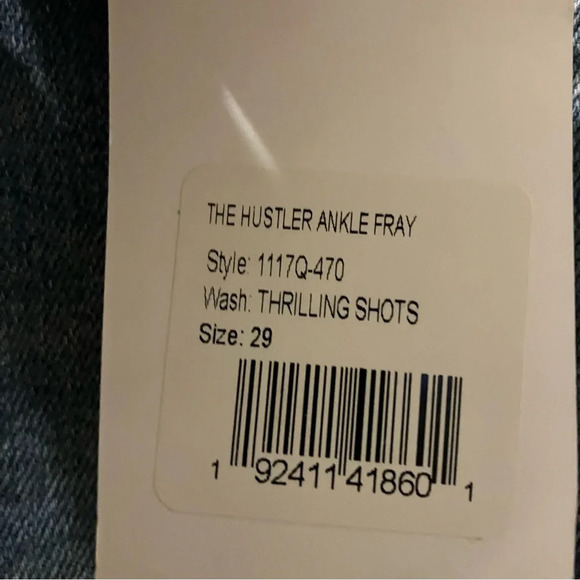 THE HUSTLER ANKLE FRAY
Style: 1117Q-470
Wash: THRILLING SHOTS
Size: 29
1 92411 41860 1